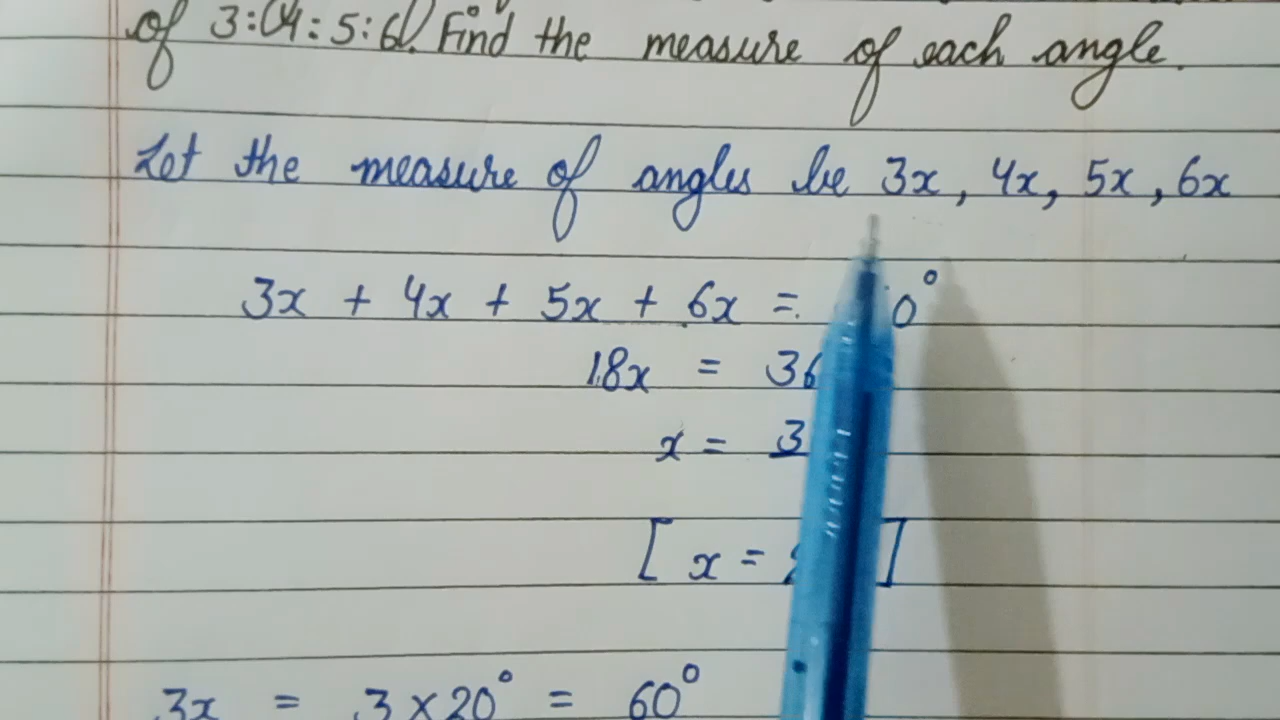 of 3:4:5:6. Find the measure of each angle.
Let the measure of angles be 3x, 4x, 5x, 6x
3x + 4x + 5x + 6x = 0°
18x = 36
x = 3
[ x = ]
3x = 3 × 20° = 60°